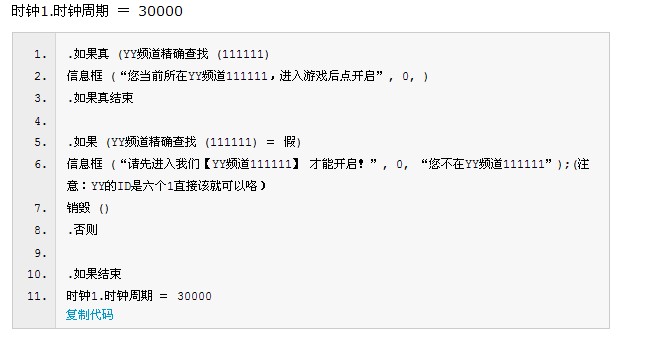 时钟1.时钟周期 ＝ 30000
1. .如果真 (YY频道精确查找 (111111)
2. 信息框 (“您当前所在YY频道111111，进入游戏后点开启”, 0, )
3. .如果真结束
4.
5. .如果 (YY频道精确查找 (111111) ＝ 假)
6. 信息框 (“请先进入我们【YY频道111111】 才能开启！”, 0, “您不在YY频道111111”);(注
意：YY的ID是六个1直接该就可以咯)
7. 销毁 ()
8. .否则
9.
10. .如果结束
11. 时钟1.时钟周期 ＝ 30000
复制代码